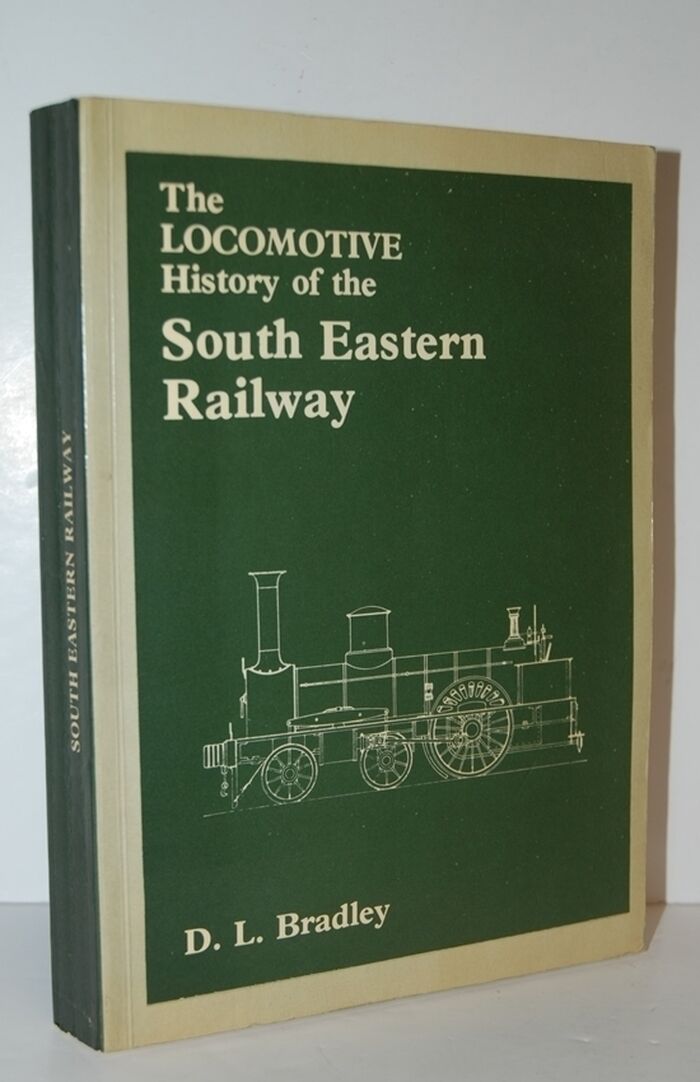 The
LOCOMOTIVE
History of the
South Eastern
Railway
D. L. Bradley
SOUTH EASTERN RAILWAY